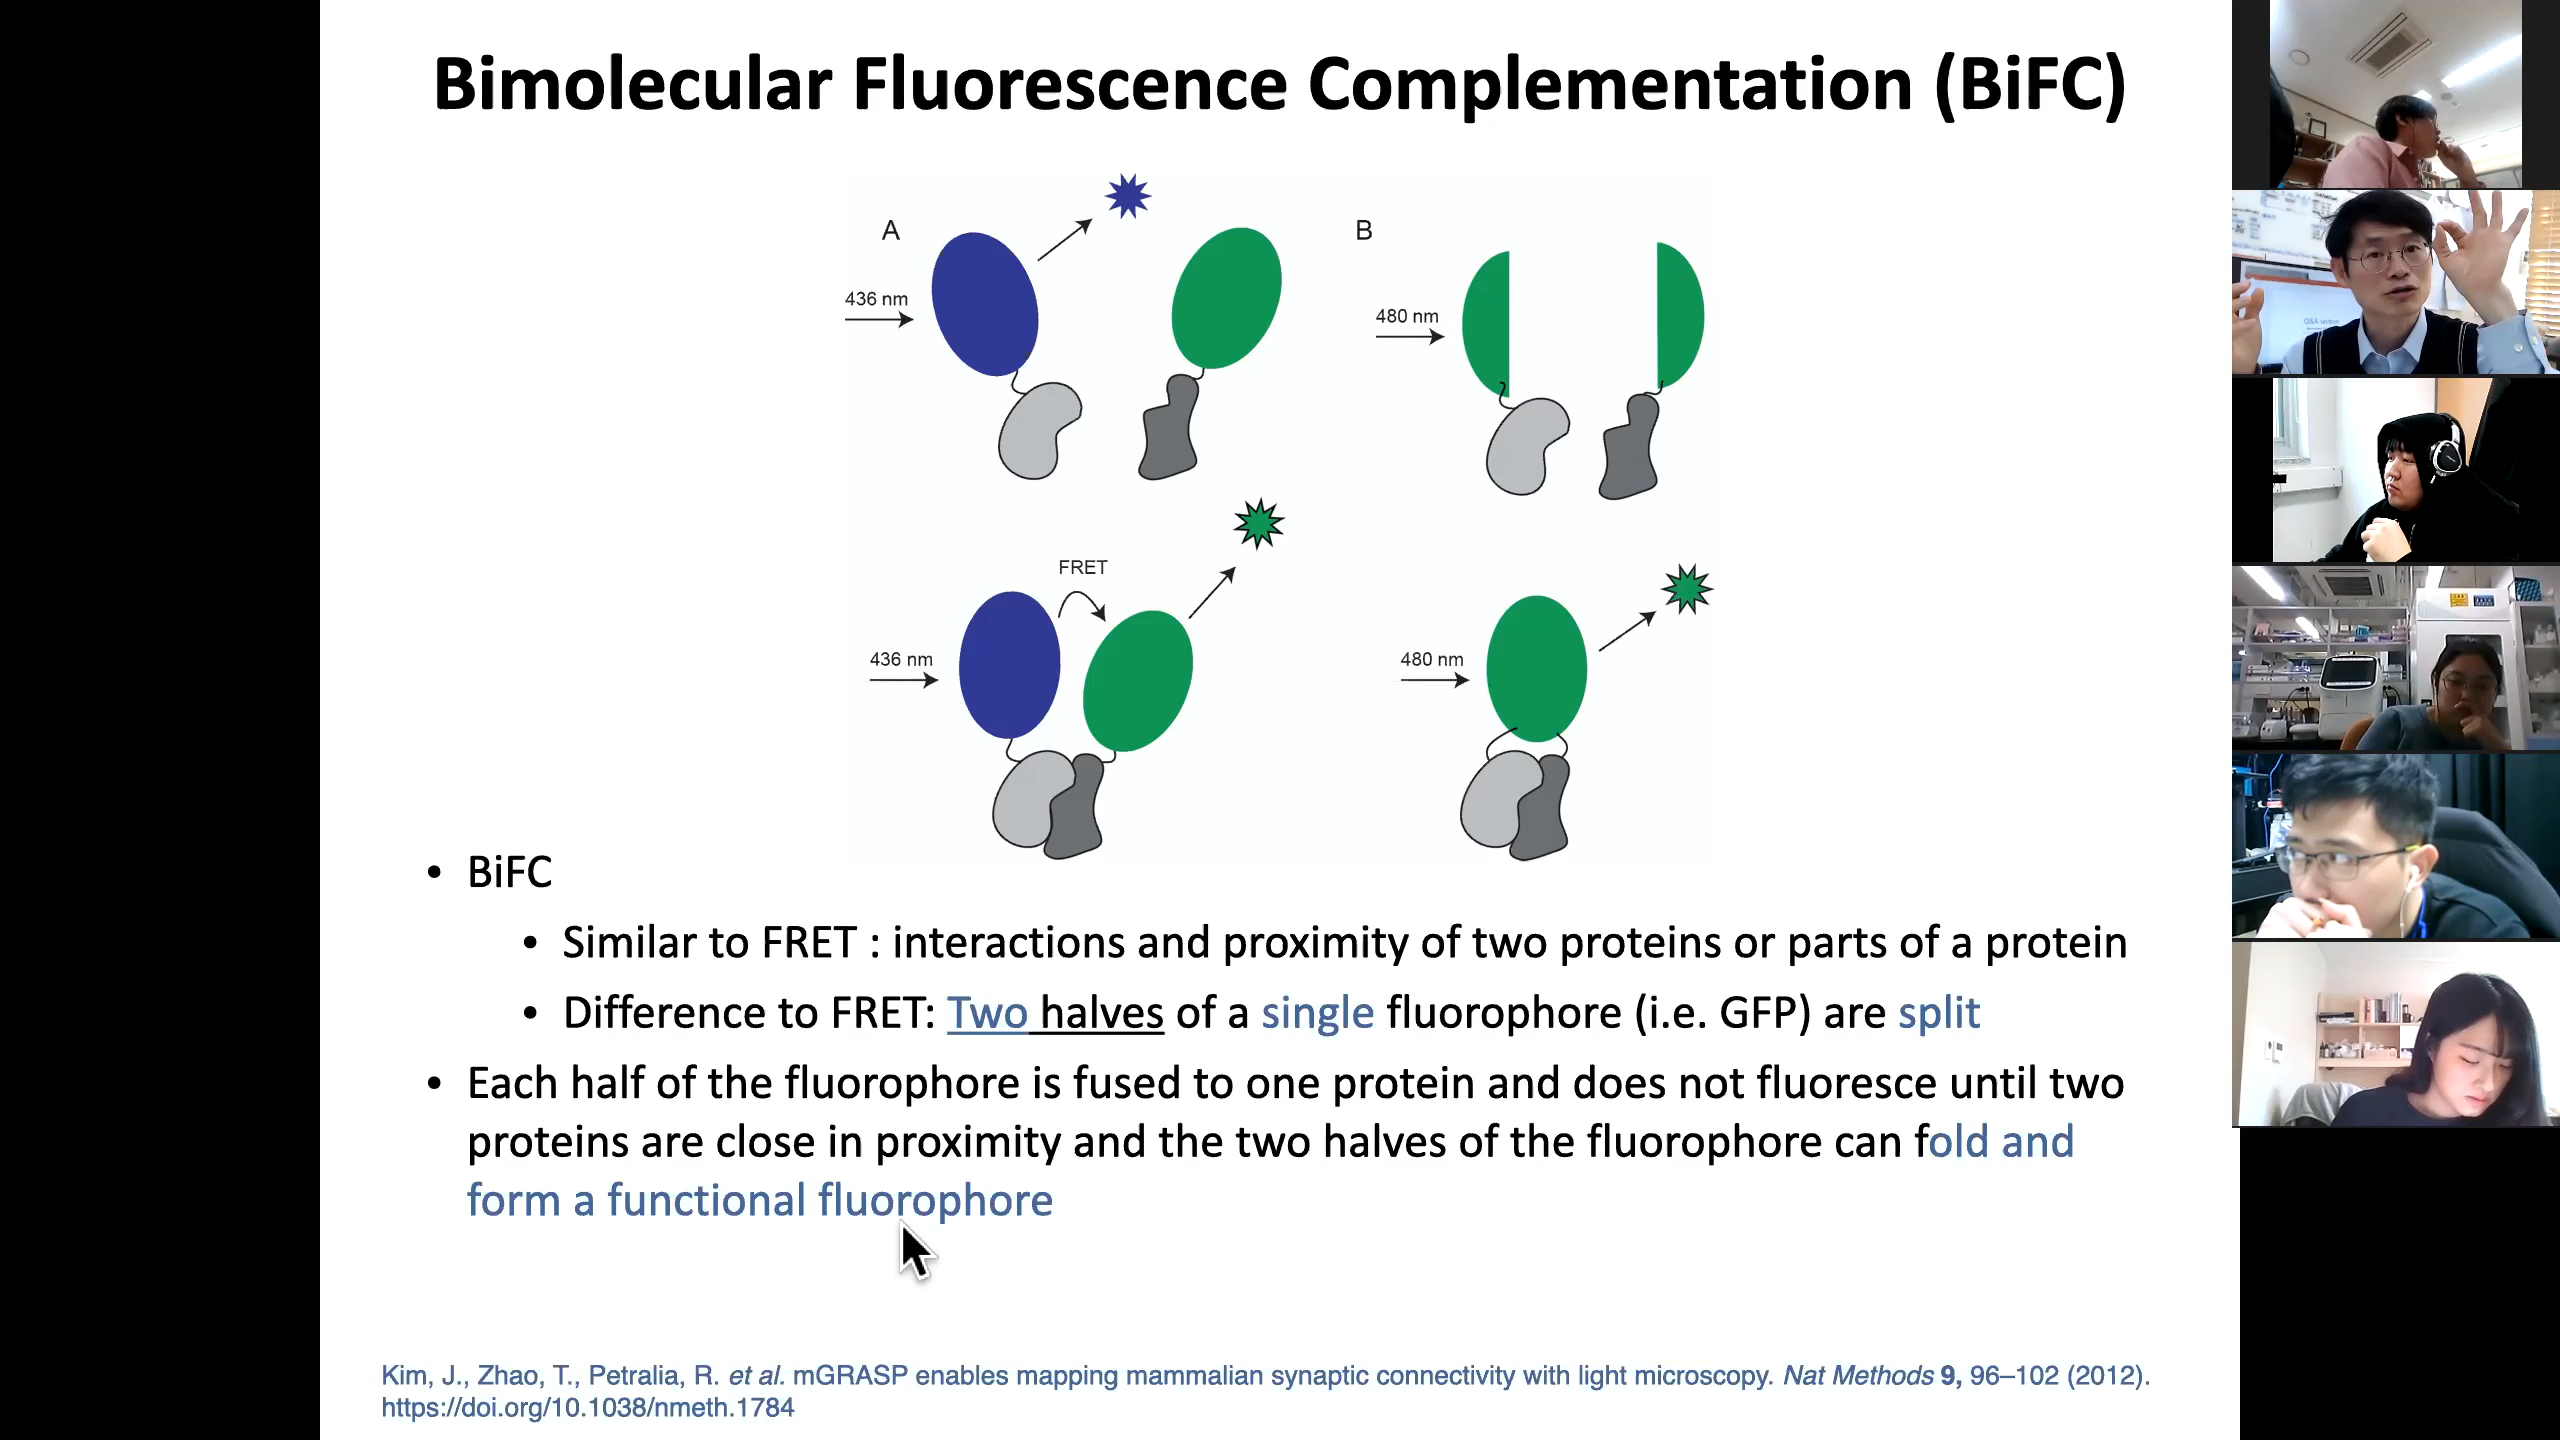 Bimolecular Fluorescence Complementation (BiFC)
A
436 nm
B
480 nm
FRET
436 nm
480 nm
• BiFC
• Similar to FRET : interactions and proximity of two proteins or parts of a protein
• Difference to FRET: Two halves of a single fluorophore (i.e. GFP) are split
• Each half of the fluorophore is fused to one protein and does not fluoresce until two
proteins are close in proximity and the two halves of the fluorophore can fold and
form a functional fluorophore
Kim, J., Zhao, T., Petralia, R. et al. mGRASP enables mapping mammalian synaptic connectivity with light microscopy. Nat Methods 9, 96–102 (2012).
https://doi.org/10.1038/nmeth.1784
Q&A section